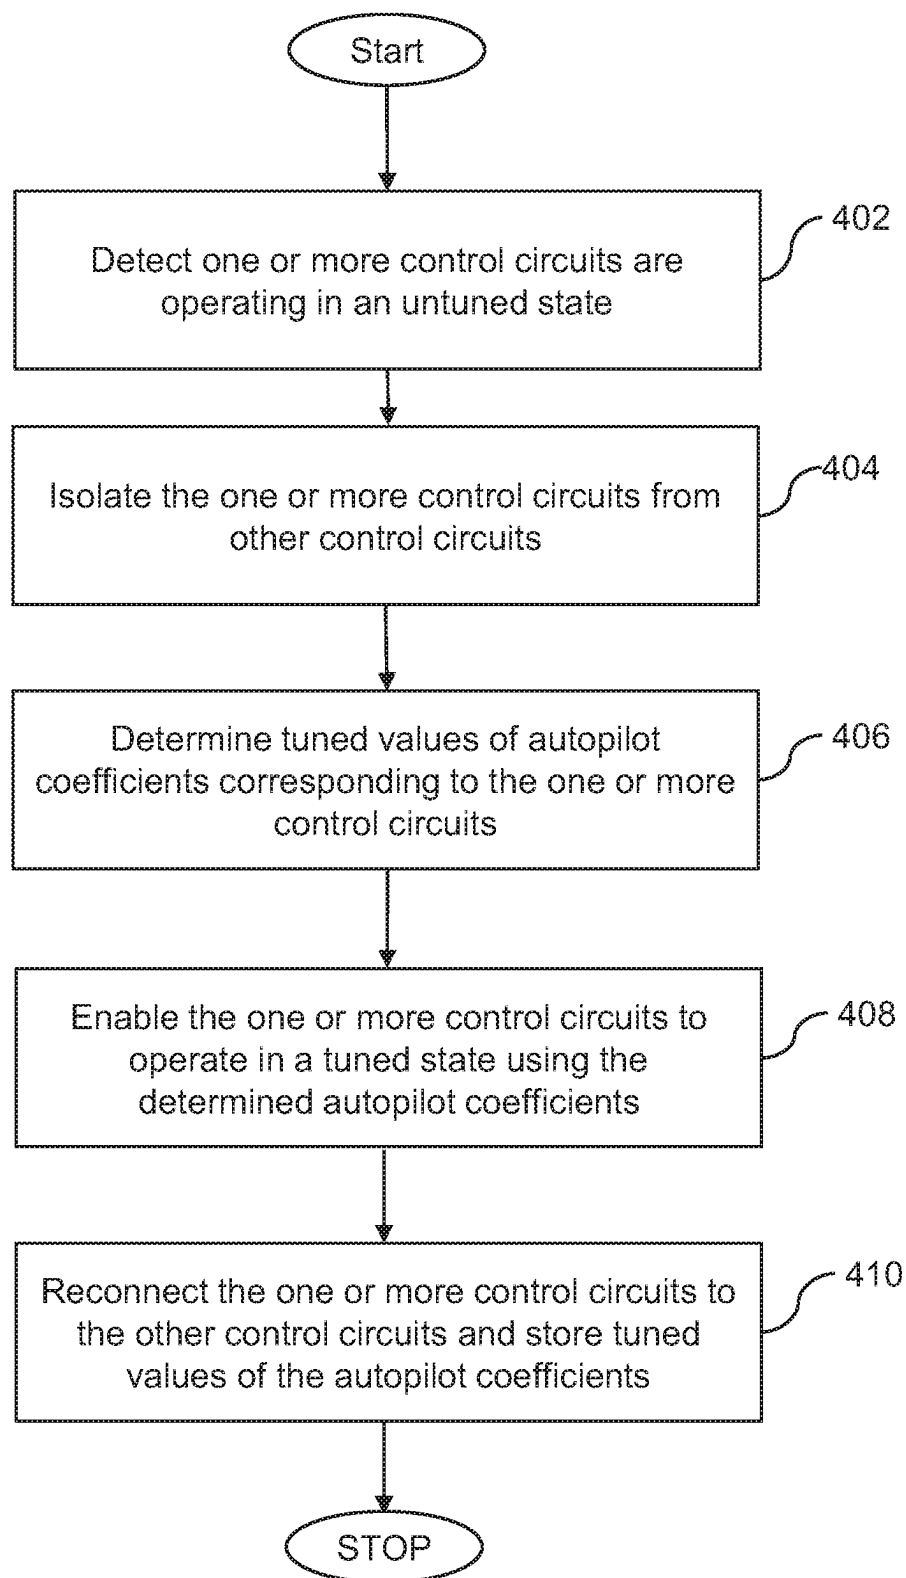 Start
Detect one or more control circuits are
operating in an untuned state
402
Isolate the one or more control circuits from
other control circuits
404
Determine tuned values of autopilot
coefficients corresponding to the one or more
control circuits
406
Enable the one or more control circuits to
operate in a tuned state using the
determined autopilot coefficients
408
Reconnect the one or more control circuits to
the other control circuits and store tuned
values of the autopilot coefficients
410
STOP